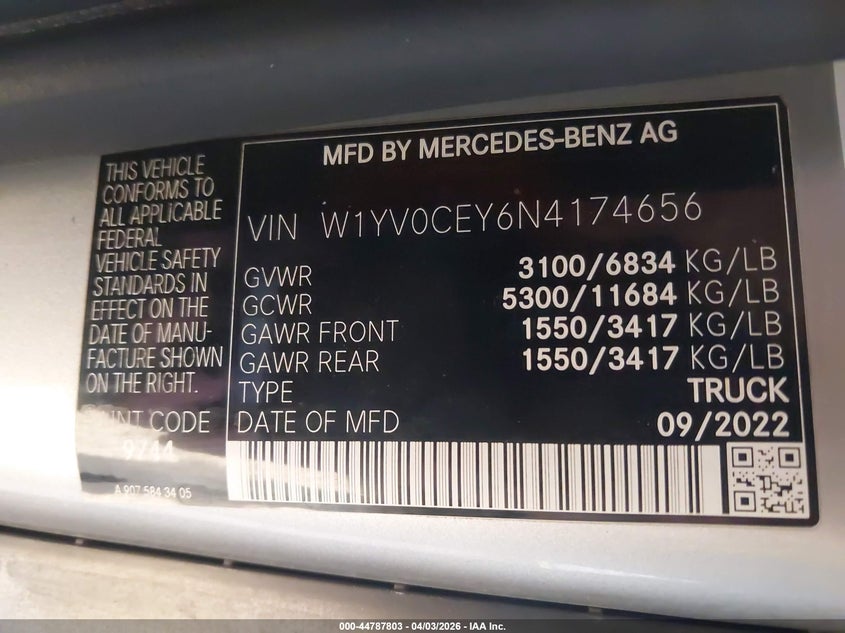 THIS VEHICLE
CONFORMS TO
ALL APPLICABLE
FEDERAL
VEHICLE SAFETY
STANDARDS IN
EFFECT ON THE
DATE OF MANU-
FACTURE SHOWN
ON THE RIGHT.
PAINT CODE
9744
A 907 584 34 05
MFD BY MERCEDES-BENZ AG
VIN W1YV0CEY6N4174656
GVWR 3100/6834 KG/LB
GCWR 5300/11684 KG/LB
GAWR FRONT 1550/3417 KG/LB
GAWR REAR 1550/3417 KG/LB
TYPE TRUCK
DATE OF MFD 09/2022
000-44787803 - 04/03/2026 - IAA Inc.